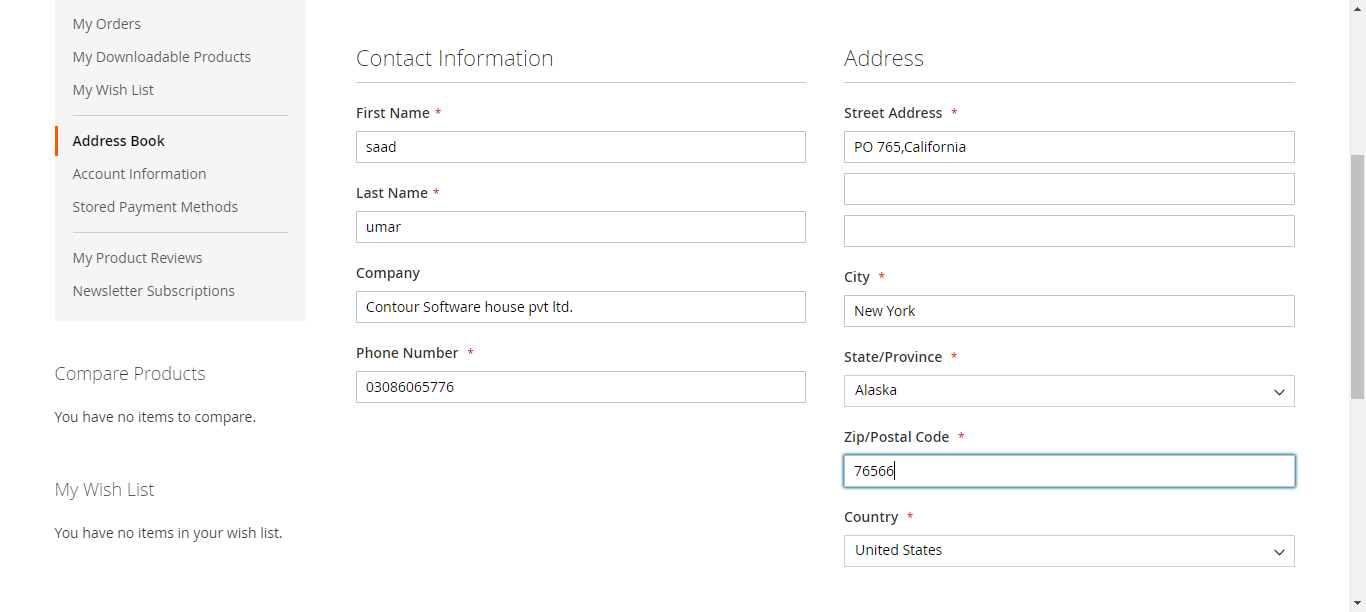 My Orders
My Downloadable Products
My Wish List
Address Book
Account Information
Stored Payment Methods
My Product Reviews
Newsletter Subscriptions
Compare Products
You have no items to compare.
My Wish List
You have no items in your wish list.
Contact Information
First Name *
saad
Last Name *
umar
Company
Contour Software house pvt ltd.
Phone Number *
03086065776
Address
Street Address *
PO 765,California
City *
New York
State/Province *
Alaska
Zip/Postal Code *
76566
Country *
United States